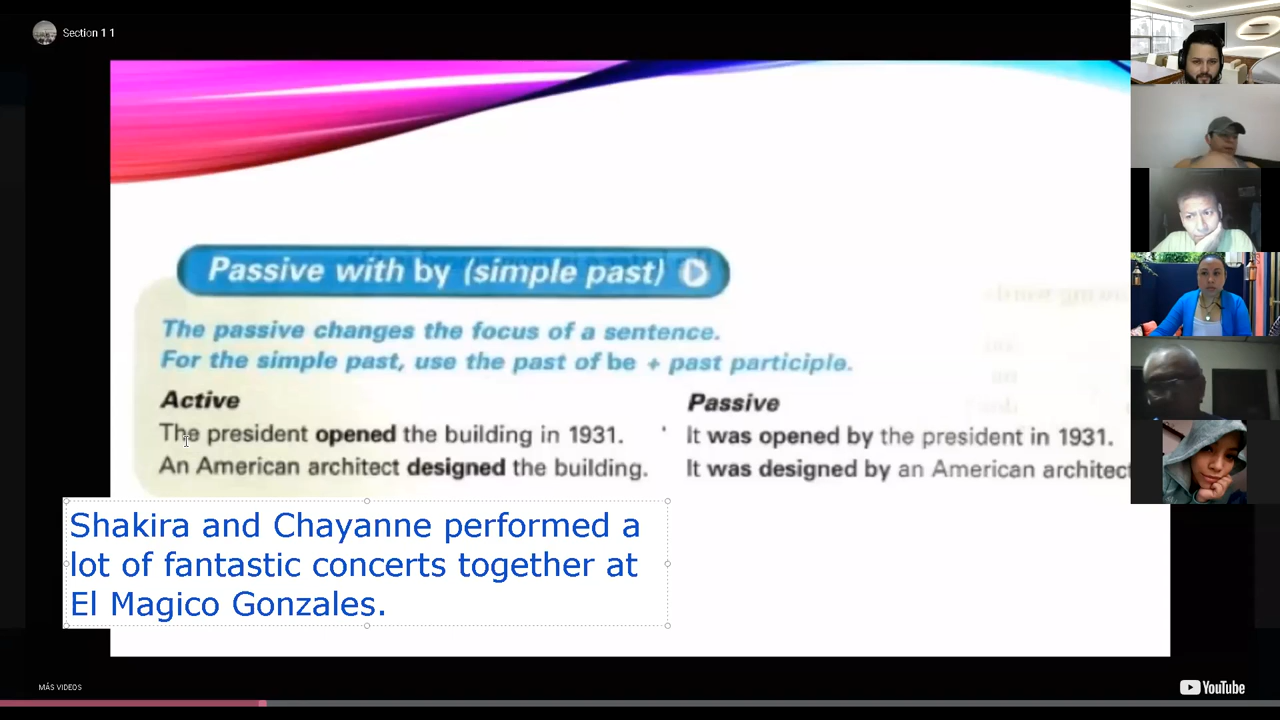 Section 1 1
Passive with by (simple past)
The passive changes the focus of a sentence.
For the simple past, use the past of be + past participle.
Active
Passive
The president opened the building in 1931.
It was opened by the president in 1931.
An American architect designed the building.
It was designed by an American architect
Shakira and Chayanne performed a
lot of fantastic concerts together at
El Magico Gonzales.
MÁS VIDEOS
YouTube